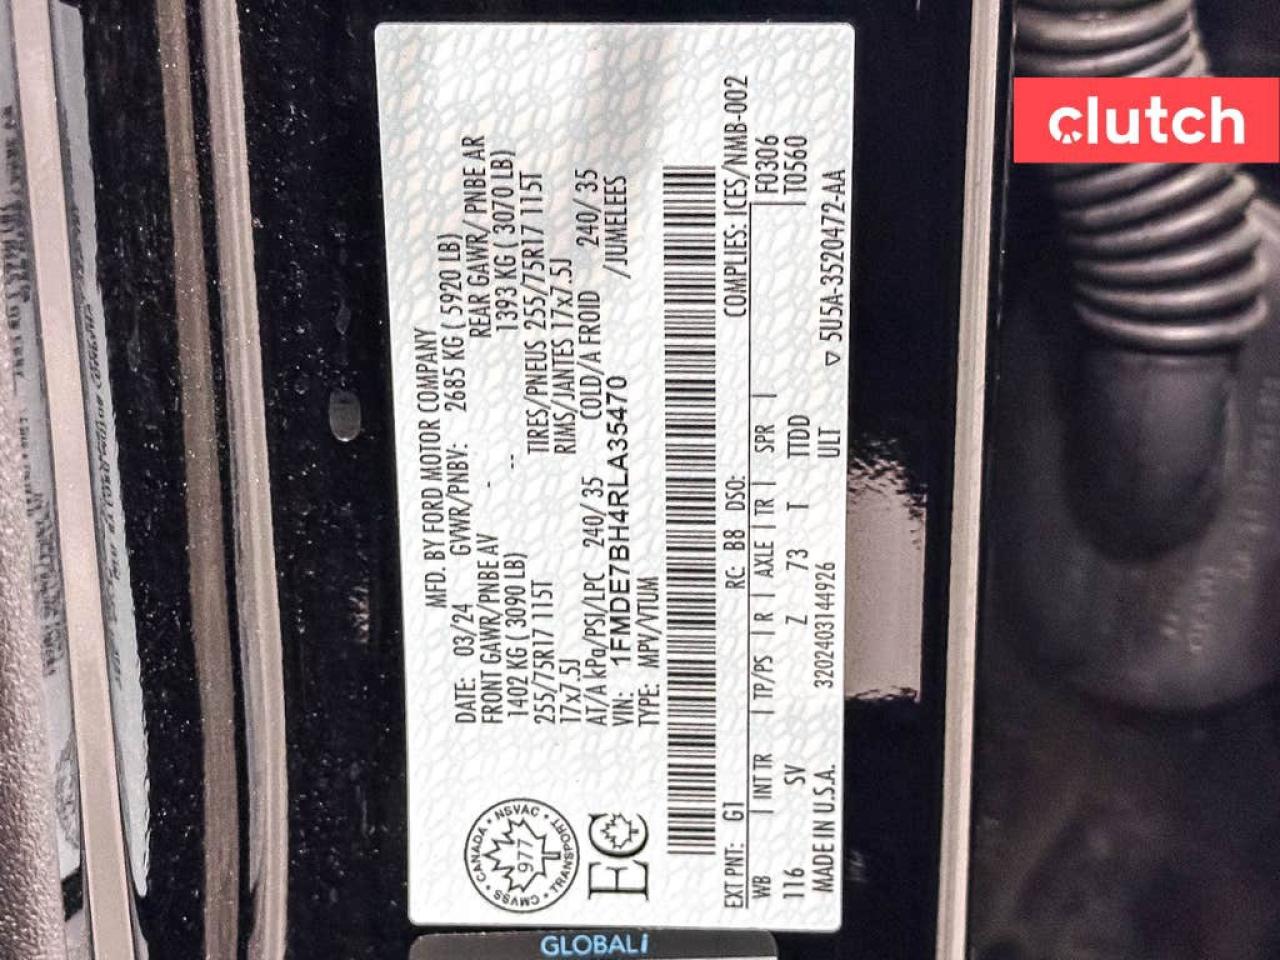 clutch
MFD. BY FORD MOTOR COMPANY
DATE: 03/24 GVWR/PNBV: 2685 KG ( 5920 LB)
FRONT GAWR/PNBE AV - REAR GAWR/ PNBE AR
1402 KG ( 3090 LB) -- 1393 KG ( 3070 LB)
255/75R17 115T TIRES/PNEUS 255/75R17 115T
17x7.5J RIMS/JANTES 17x7.5J
AT/A kPa/PSI/LPC 240/ 35 COLD/A FROID 240/ 35
VIN: 1FMDE7BH4RLA35470 /JUMELEES
TYPE: MPV/VTUM
CANADA • NSVAC • TRANSPORT • CMVSS
977
EC
EXT PNT: G1 RC: B8 DSO: COMPLIES: ICES/NMB-002
WB | INT TR | TP/PS | R | AXLE | TR | SPR | F0306
116 SV Z 73 T TIDD T0560
ULT
MADE IN U.S.A. 3202403144926 ▽ 5U5A-3520472-AA
GLOBALi